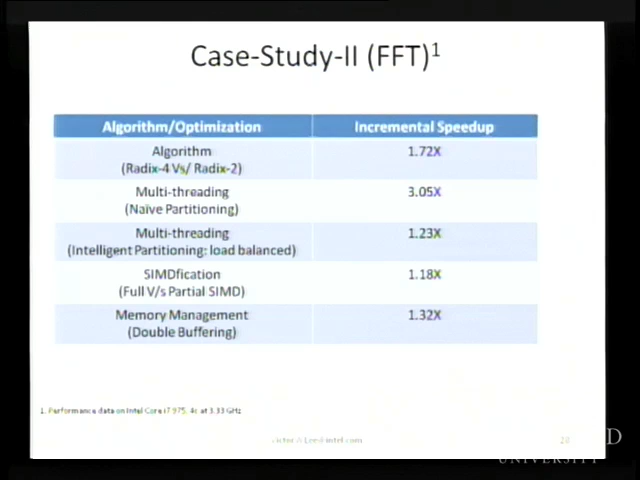 Case-Study-II (FFT)1
Algorithm/Optimization
Incremental Speedup
Algorithm
(Radix-4 Vs/ Radix-2)
1.72X
Multi-threading
(Naïve Partitioning)
3.05X
Multi-threading
(Intelligent Partitioning: load balanced)
1.23X
SIMDfication
(Full V/s Partial SIMD)
1.18X
Memory Management
(Double Buffering)
1.32X
1. Performance data on Intel Core i7 975, 4c at 3.33 GHz
20
D
UNIVERSITY